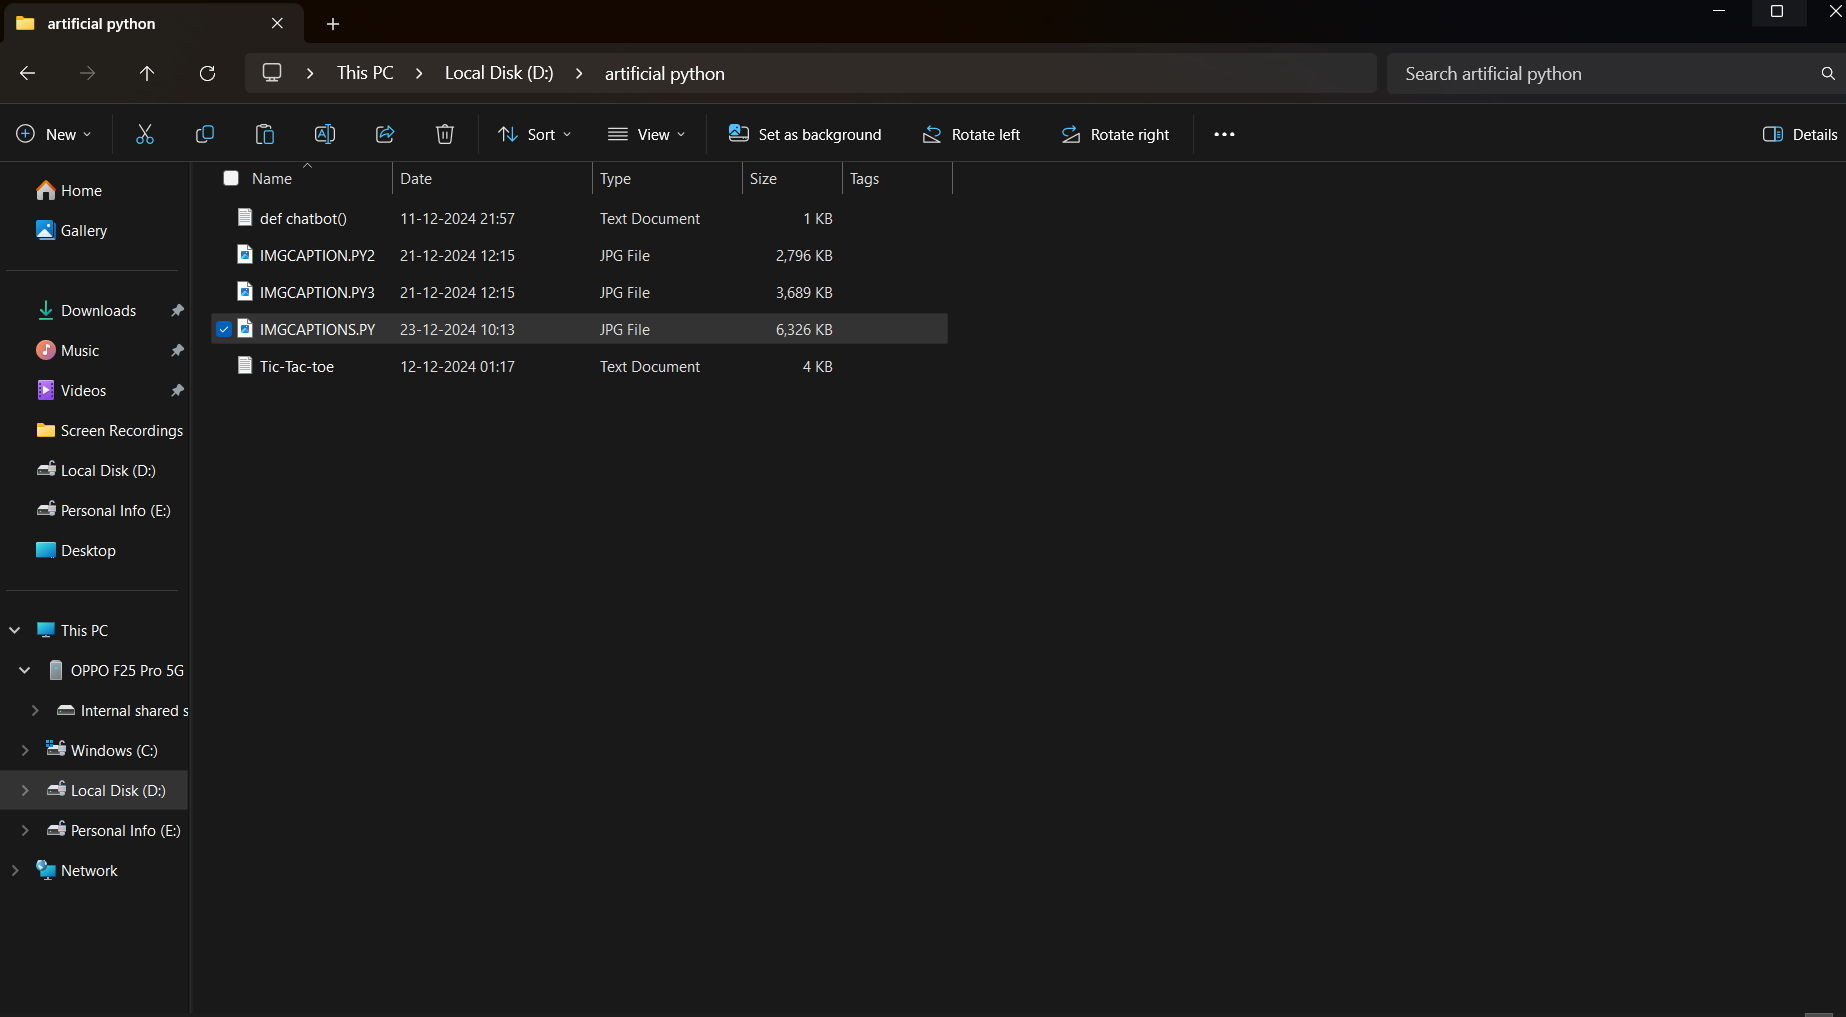 artificial python
This PC
Local Disk (D:)
artificial python
Search artificial python
New
Sort
View
Set as background
Rotate left
Rotate right
Details
Home
Gallery
Downloads
Music
Videos
Screen Recordings
Local Disk (D:)
Personal Info (E:)
Desktop
This PC
OPPO F25 Pro 5G
Internal shared s
Windows (C:)
Local Disk (D:)
Personal Info (E:)
Network
Name Date Type Size Tags
def chatbot() 11-12-2024 21:57 Text Document 1 KB
IMGCAPTION.PY2 21-12-2024 12:15 JPG File 2,796 KB
IMGCAPTION.PY3 21-12-2024 12:15 JPG File 3,689 KB
IMGCAPTIONS.PY 23-12-2024 10:13 JPG File 6,326 KB
Tic-Tac-toe 12-12-2024 01:17 Text Document 4 KB